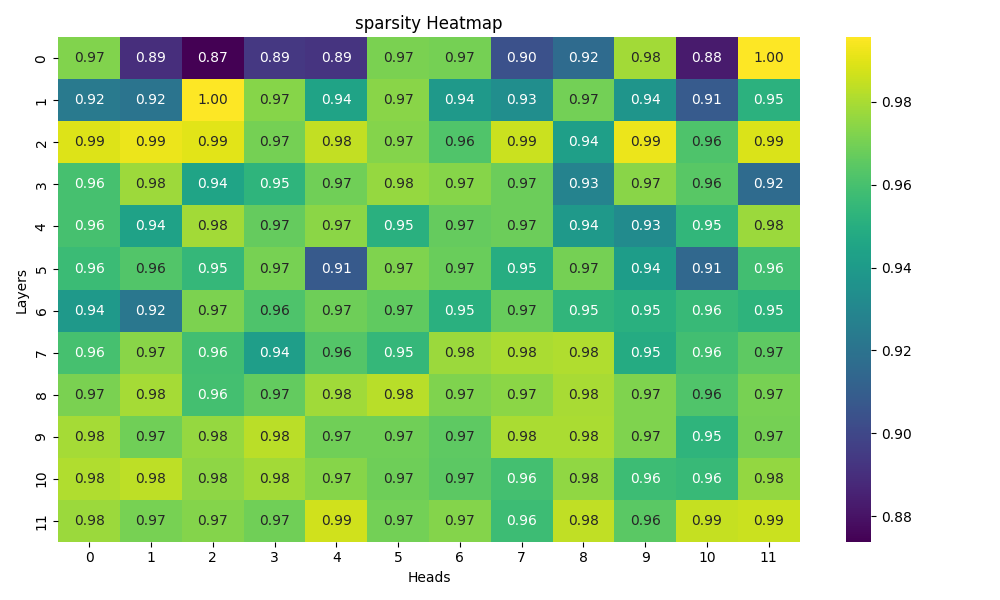 sparsity Heatmap
0 0.97 0.89 0.87 0.89 0.89 0.97 0.97 0.90 0.92 0.98 0.88 1.00
1 0.92 0.92 1.00 0.97 0.94 0.97 0.94 0.93 0.97 0.94 0.91 0.95
2 0.99 0.99 0.99 0.97 0.98 0.97 0.96 0.99 0.94 0.99 0.96 0.99
3 0.96 0.98 0.94 0.95 0.97 0.98 0.97 0.97 0.93 0.97 0.96 0.92
4 0.96 0.94 0.98 0.97 0.97 0.95 0.97 0.97 0.94 0.93 0.95 0.98
5 0.96 0.96 0.95 0.97 0.91 0.97 0.97 0.95 0.97 0.94 0.91 0.96
6 0.94 0.92 0.97 0.96 0.97 0.97 0.95 0.97 0.95 0.95 0.96 0.95
7 0.96 0.97 0.96 0.94 0.96 0.95 0.98 0.98 0.98 0.95 0.96 0.97
8 0.97 0.98 0.96 0.97 0.98 0.98 0.97 0.97 0.98 0.97 0.96 0.97
9 0.98 0.97 0.98 0.98 0.97 0.97 0.97 0.98 0.98 0.97 0.95 0.97
10 0.98 0.98 0.98 0.98 0.97 0.97 0.97 0.96 0.98 0.96 0.96 0.98
11 0.98 0.97 0.97 0.97 0.99 0.97 0.97 0.96 0.98 0.96 0.99 0.99
0 1 2 3 4 5 6 7 8 9 10 11
Heads
Layers
0.98
0.96
0.94
0.92
0.90
0.88